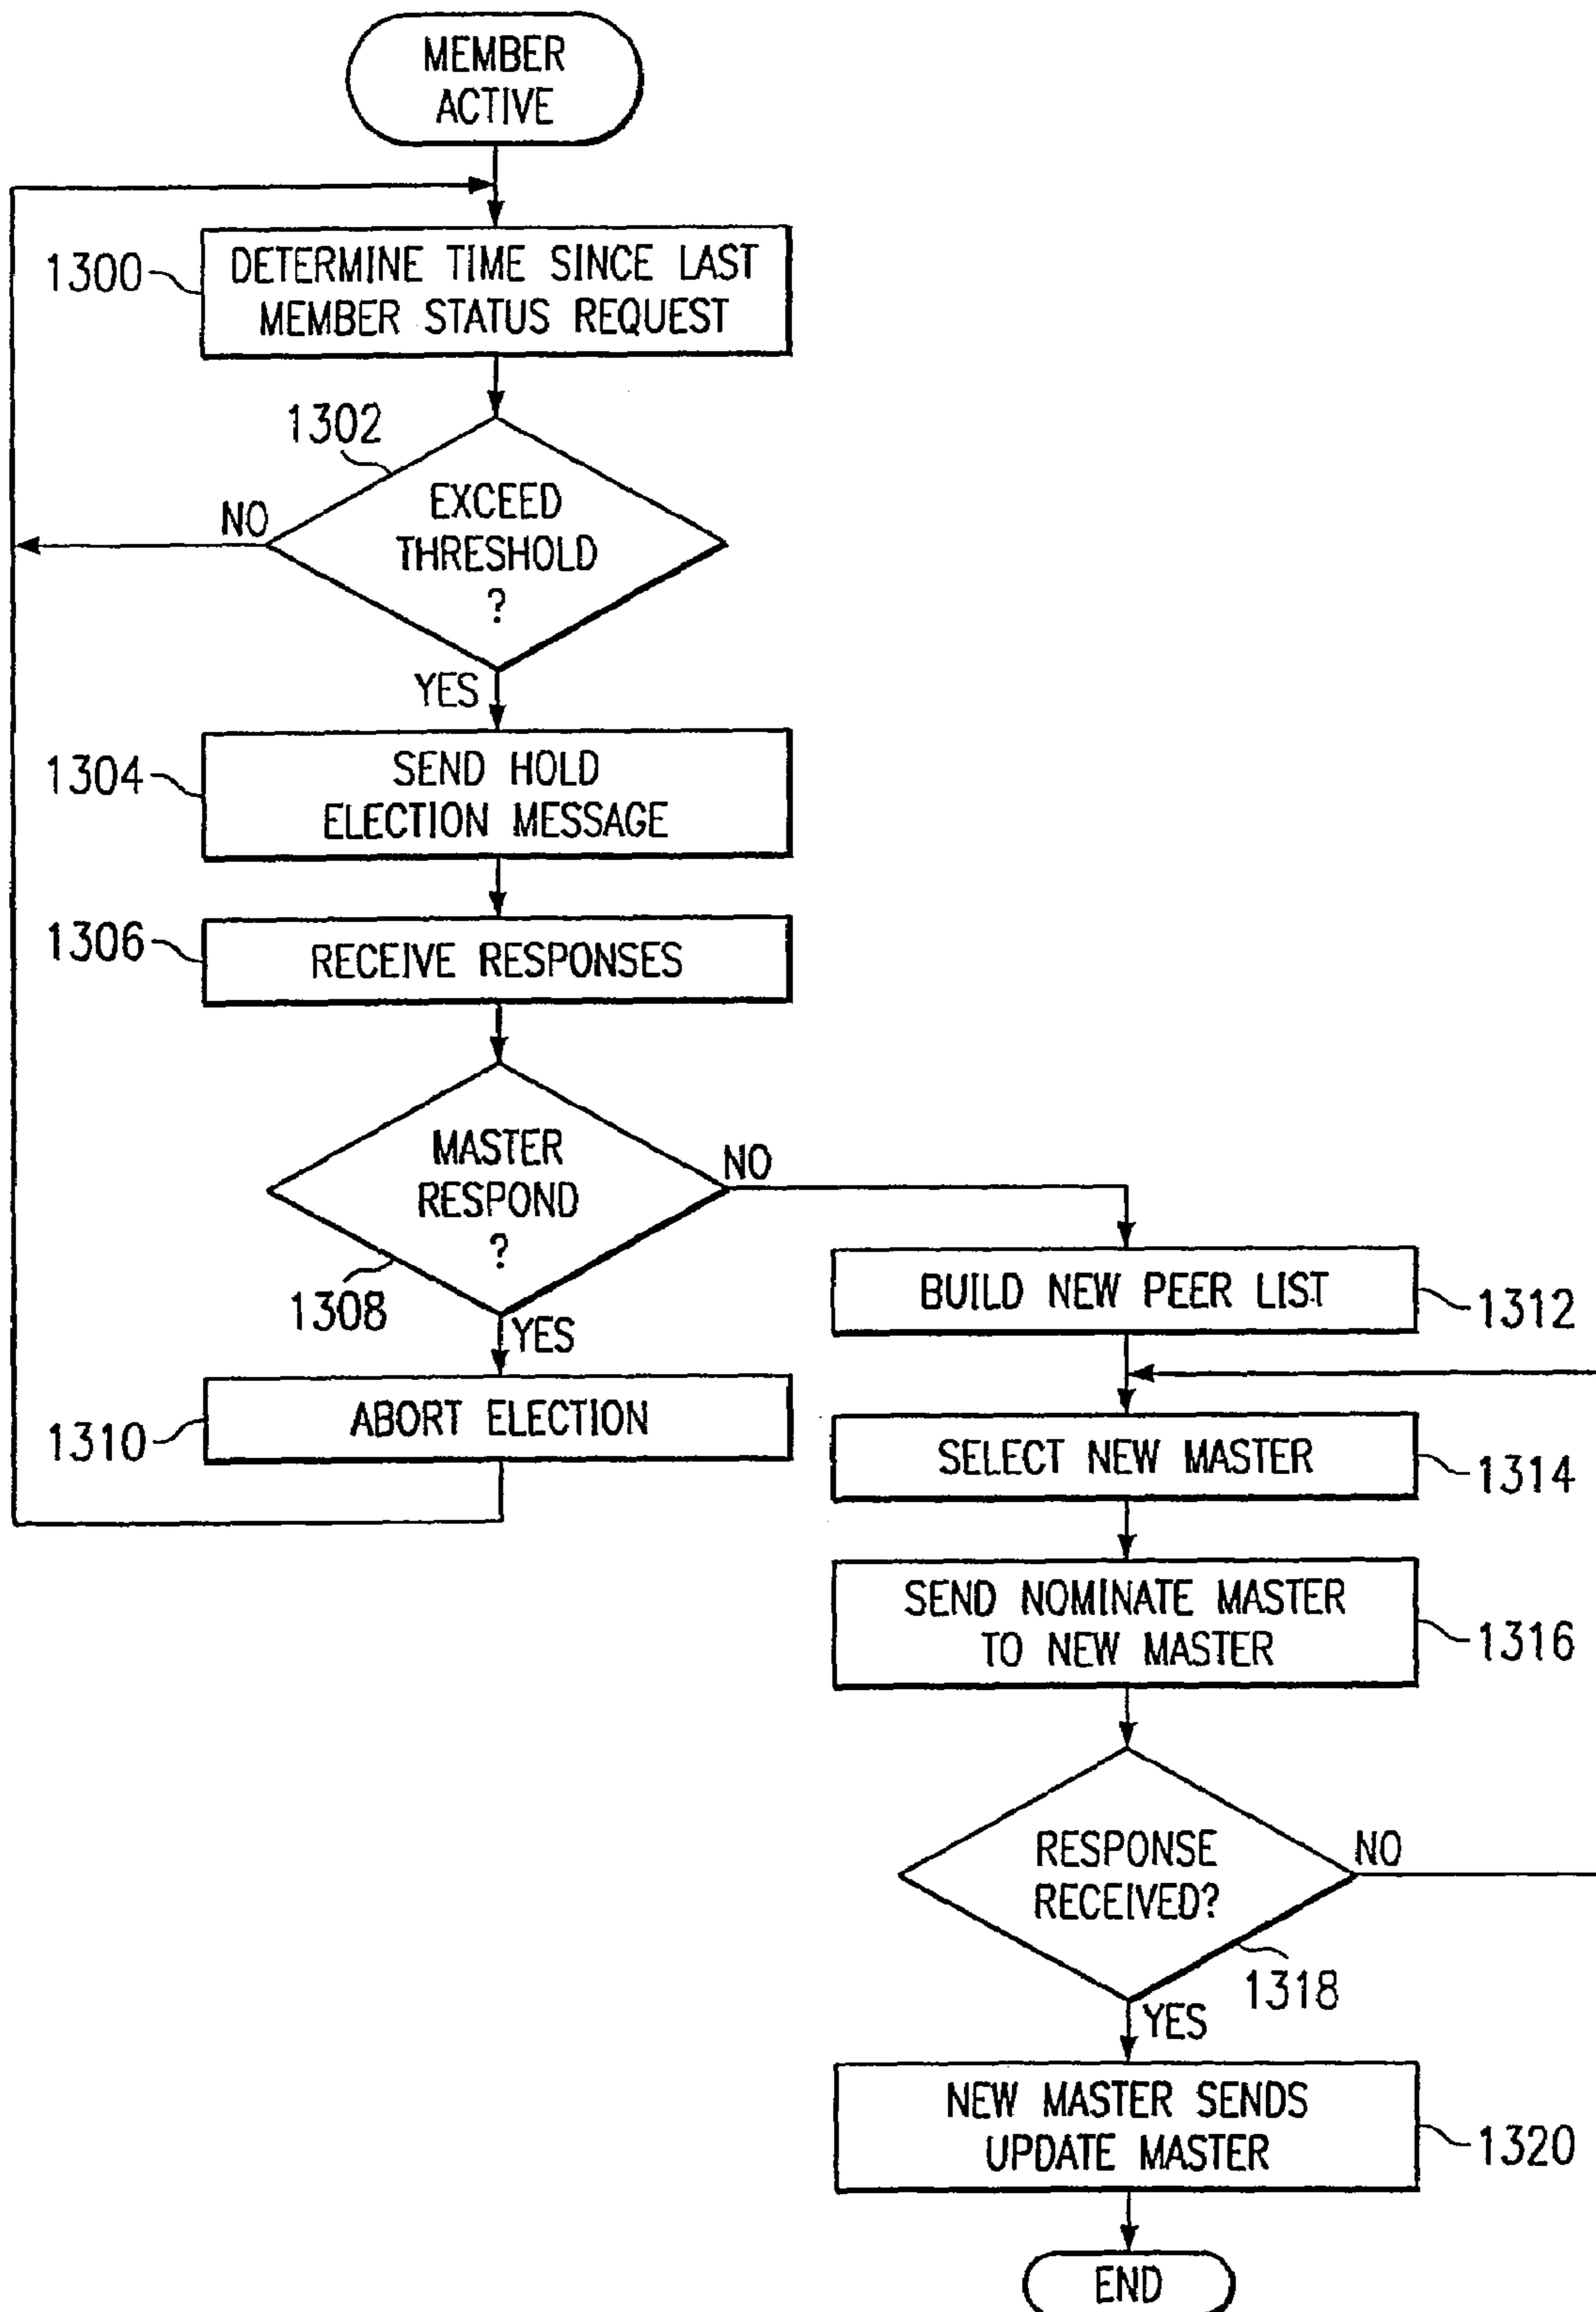 MEMBER
ACTIVE
1300
DETERMINE TIME SINCE LAST
MEMBER STATUS REQUEST
1302
EXCEED
THRESHOLD
?
NO
YES
1304
SEND HOLD
ELECTION MESSAGE
1306
RECEIVE RESPONSES
MASTER
RESPOND
?
NO
1308
YES
1310
ABORT ELECTION
BUILD NEW PEER LIST
1312
SELECT NEW MASTER
1314
SEND NOMINATE MASTER
TO NEW MASTER
1316
RESPONSE
RECEIVED?
NO
1318
YES
NEW MASTER SENDS
UPDATE MASTER
1320
END